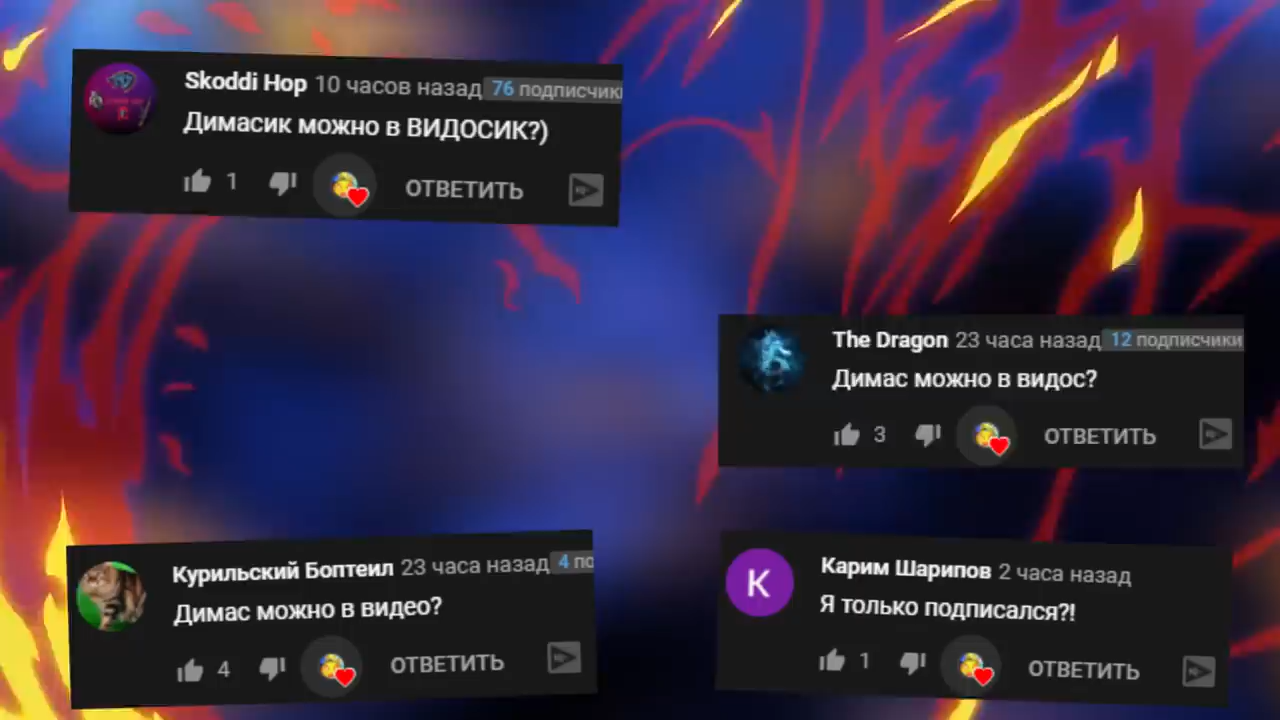 Skoddi Hop 10 часов назад 76 подписчик
Димасик можно в ВИДОСИК?)
1 ОТВЕТИТЬ
The Dragon 23 часа назад 12 подписчики
Димас можно в видос?
3 ОТВЕТИТЬ
Курильский Боптеил 23 часа назад 4 по
Димас можно в видео?
4 ОТВЕТИТЬ
К
Карим Шарипов 2 часа назад
Я только подписался?!
1 ОТВЕТИТЬ